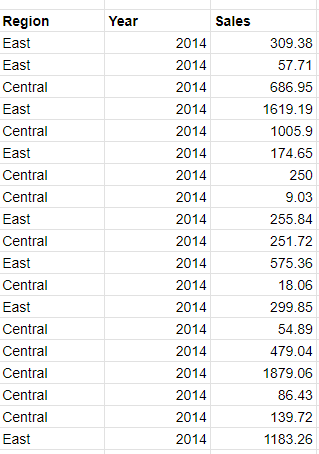 Region Year Sales
East 2014 309.38
East 2014 57.71
Central 2014 686.95
East 2014 1619.19
Central 2014 1005.9
East 2014 174.65
Central 2014 250
Central 2014 9.03
East 2014 255.84
Central 2014 251.72
East 2014 575.36
Central 2014 18.06
East 2014 299.85
Central 2014 54.89
Central 2014 479.04
Central 2014 1879.06
Central 2014 86.43
Central 2014 139.72
East 2014 1183.26